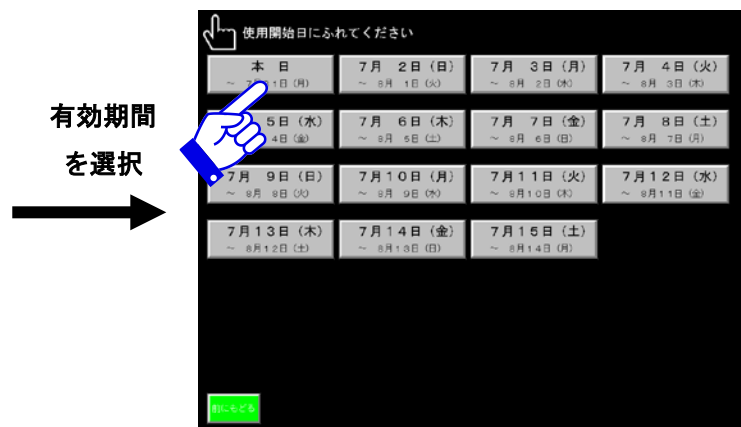 有効期間
を選択
使用開始日にふれてください
本 日
7月 2日 (日)
7月 3日 (月)
7月 4日 (火)
~ 1日 (月)
~ 8月 1日 (火)
~ 8月 2日 (水)
~ 8月 3日 (木)
5日 (水)
7月 6日 (木)
7月 7日 (金)
7月 8日 (土)
4日 (金)
~ 8月 5日 (土)
~ 8月 6日 (日)
~ 8月 7日 (月)
7月 9日 (日)
7月10日 (月)
7月11日 (火)
7月12日 (水)
~ 8月 8日 (火)
~ 8月 9日 (水)
~ 8月10日 (木)
~ 8月11日 (金)
7月13日 (木)
7月14日 (金)
7月15日 (土)
~ 8月12日 (土)
~ 8月13日 (日)
~ 8月14日 (月)
前にもどる